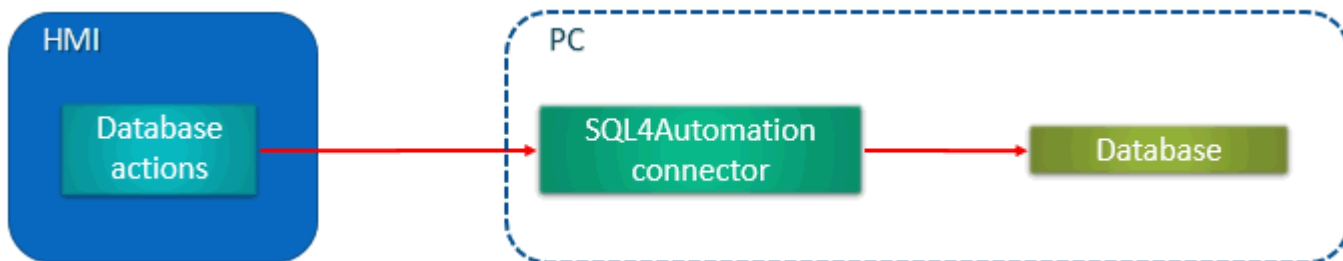 HMI
PC
Database
actions
SQL4Automation
connector
Database